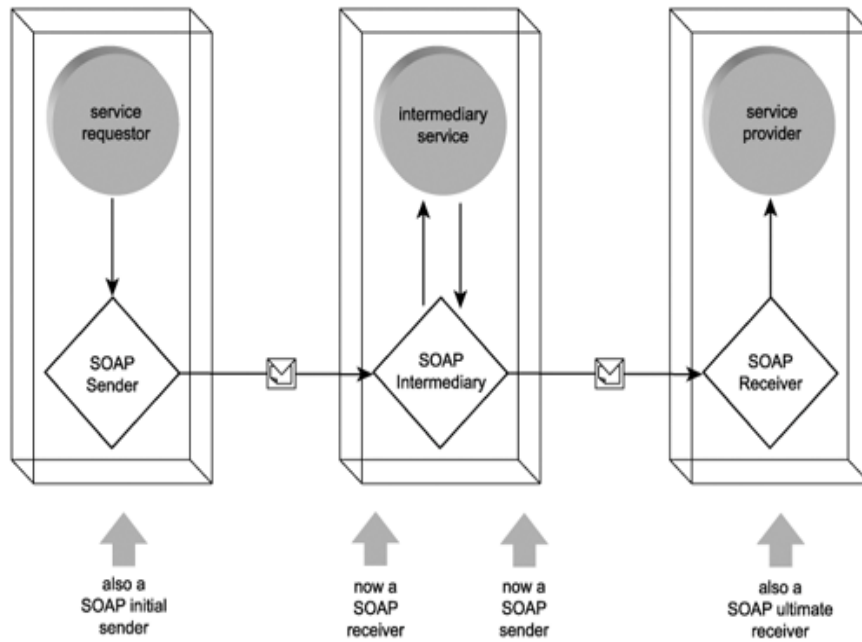 service
requestor
intermediary
service
service
provider
SOAP
Sender
SOAP
Intermediary
SOAP
Receiver
also a
SOAP initial
sender
now a
SOAP
receiver
now a
SOAP
sender
also a
SOAP ultimate
receiver